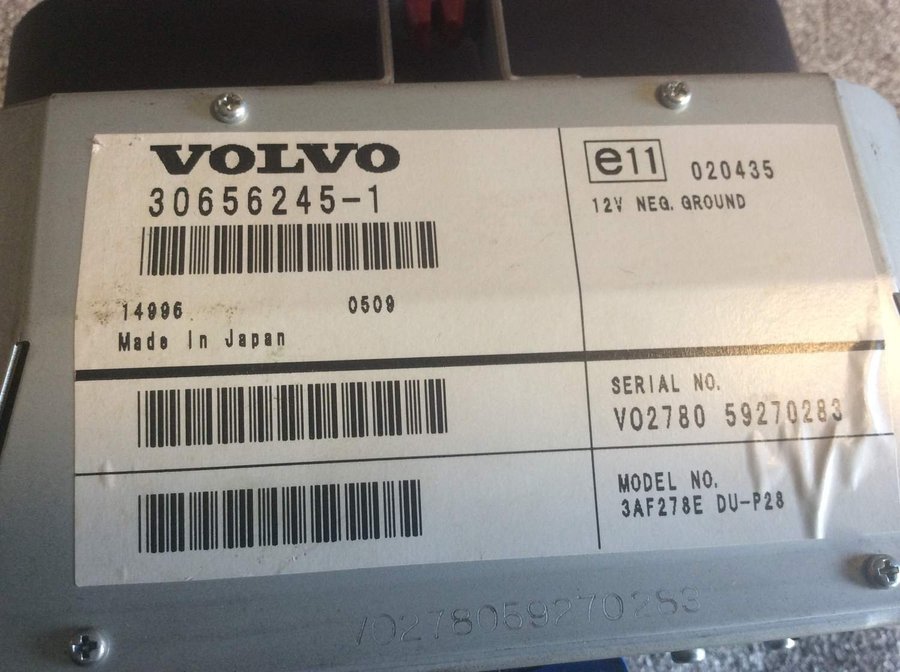 VOLVO
30656245-1
e11 020435
12V NEG. GROUND
14996 0509
Made in Japan
SERIAL NO.
VO2780 59270283
MODEL NO.
3AF278E DU-P28
VO278059270283